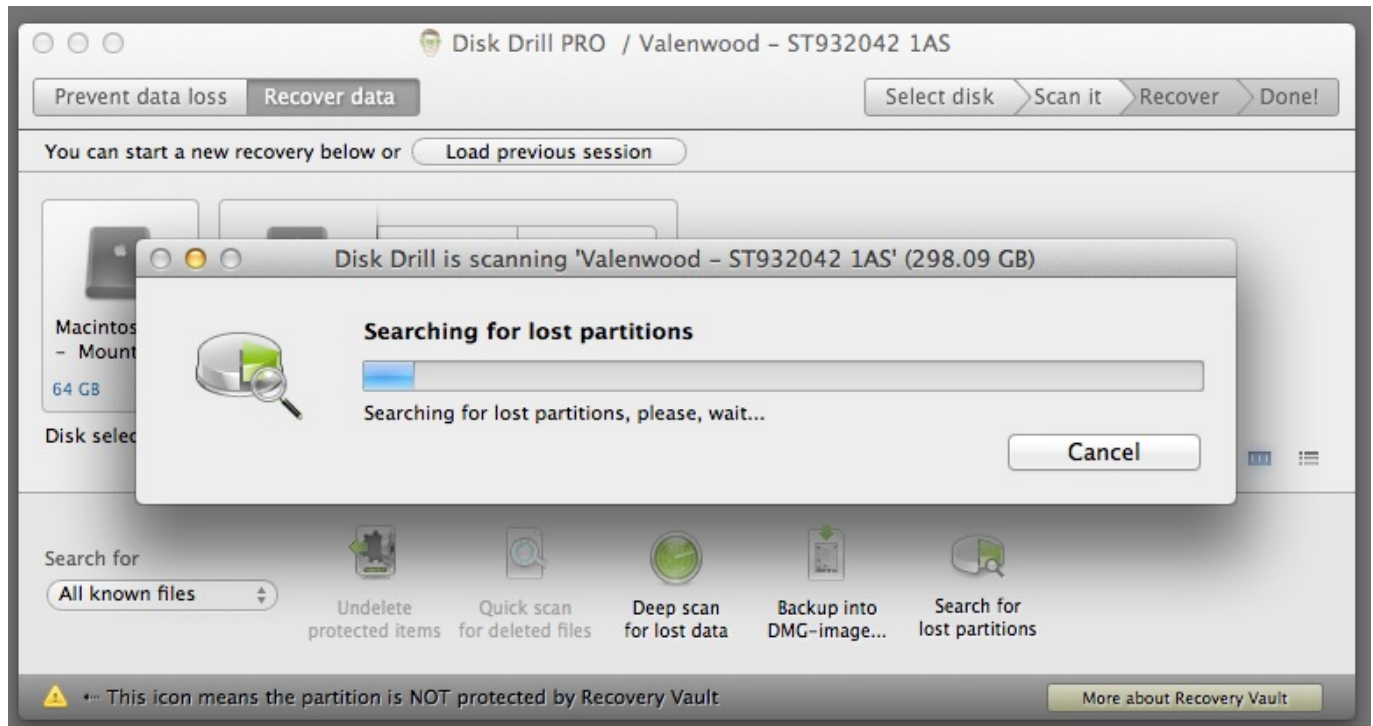 Disk Drill PRO / Valenwood – ST932042 1AS
Prevent data loss Recover data Select disk Scan it Recover Done!
You can start a new recovery below or Load previous session
Disk Drill is scanning 'Valenwood – ST932042 1AS' (298.09 GB)
Searching for lost partitions
Macintos
– Mount
64 GB
Searching for lost partitions, please, wait...
Disk selec
Cancel
Search for
All known files
Undelete
protected items
Quick scan
for deleted files
Deep scan
for lost data
Backup into
DMG-image...
Search for
lost partitions
This icon means the partition is NOT protected by Recovery Vault
More about Recovery Vault